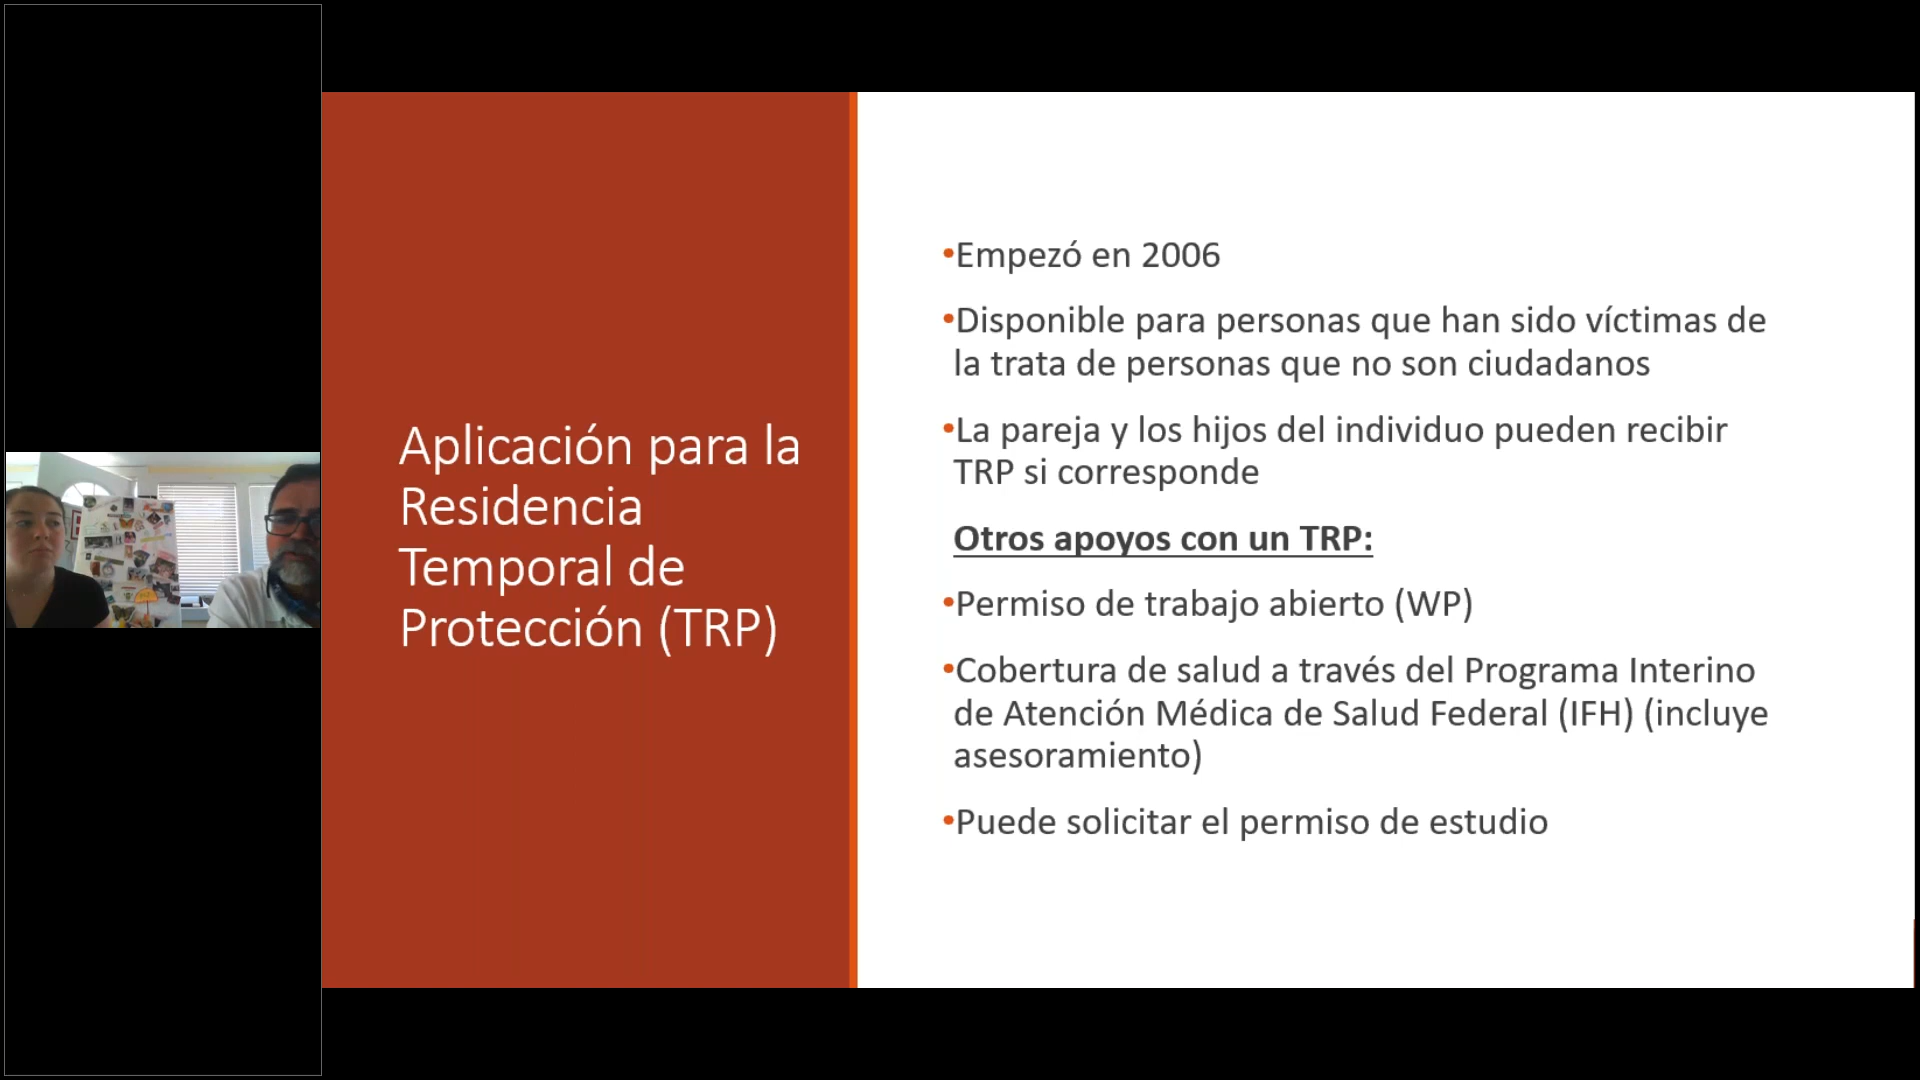 Aplicación para la
Residencia
Temporal de
Protección (TRP)
•Empezó en 2006
•Disponible para personas que han sido víctimas de
la trata de personas que no son ciudadanos
•La pareja y los hijos del individuo pueden recibir
TRP si corresponde
Otros apoyos con un TRP:
•Permiso de trabajo abierto (WP)
•Cobertura de salud a través del Programa Interino
de Atención Médica de Salud Federal (IFH) (incluye
asesoramiento)
•Puede solicitar el permiso de estudio